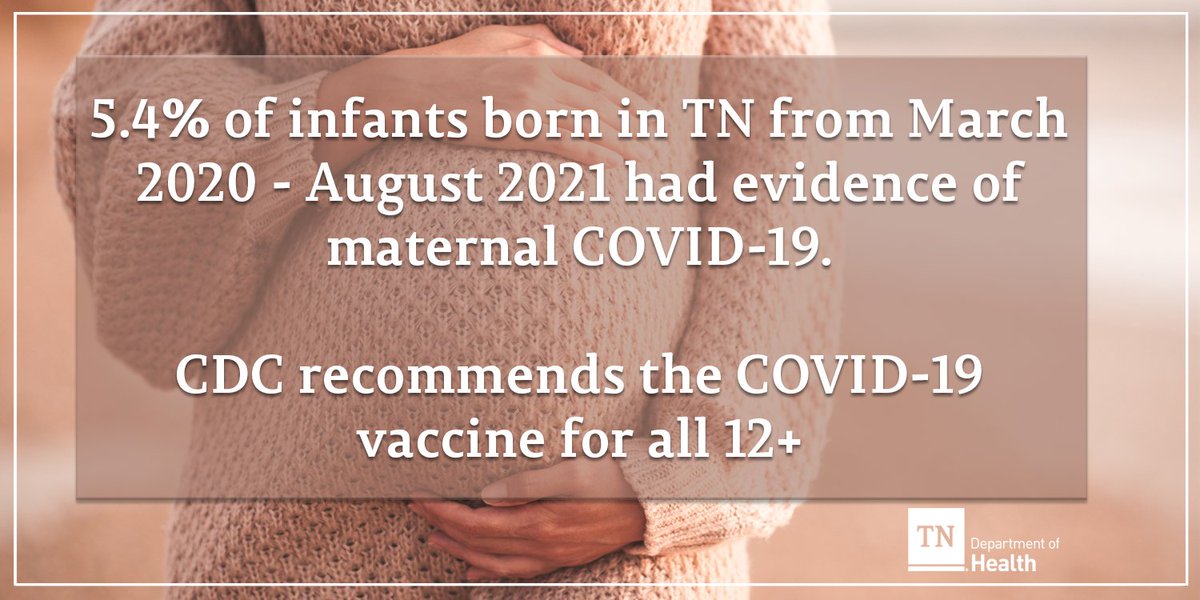 5.4% of infants born in TN from March
2020 - August 2021 had evidence of
maternal COVID-19.
CDC recommends the COVID-19
vaccine for all 12+
TN
Department of
Health